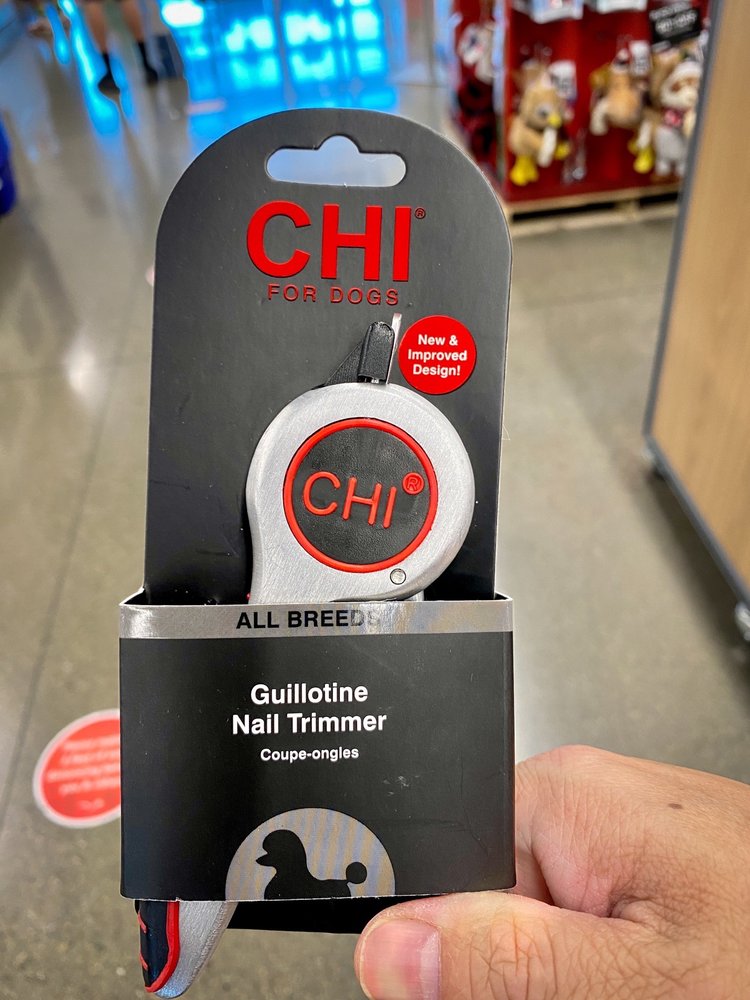 CHI®
FOR DOGS
New &
Improved
Design!
CHI®
ALL BREEDS
Guillotine
Nail Trimmer
Coupe-ongles